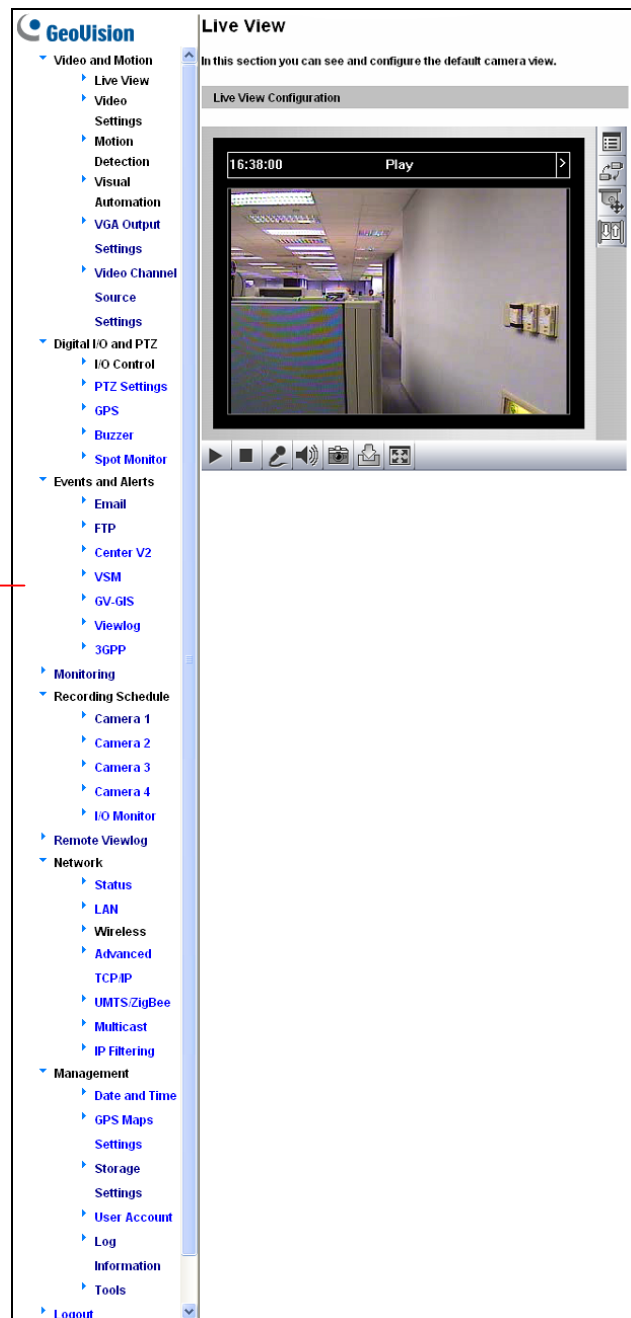 GeoVision
Video and Motion
Live View
Video
Settings
Motion
Detection
Visual
Automation
VGA Output
Settings
Video Channel
Source
Settings
Digital I/O and PTZ
I/O Control
PTZ Settings
GPS
Buzzer
Spot Monitor
Events and Alerts
Email
FTP
Center V2
VSM
GV-GIS
Viewlog
3GPP
Monitoring
Recording Schedule
Camera 1
Camera 2
Camera 3
Camera 4
I/O Monitor
Remote Viewlog
Network
Status
LAN
Wireless
Advanced
TCP/IP
UMTS/ZigBee
Multicast
IP Filtering
Management
Date and Time
GPS Maps
Settings
Storage
Settings
User Account
Log
Information
Tools
Logout
Live View
In this section you can see and configure the default camera view.
Live View Configuration
16:38:00 Play >